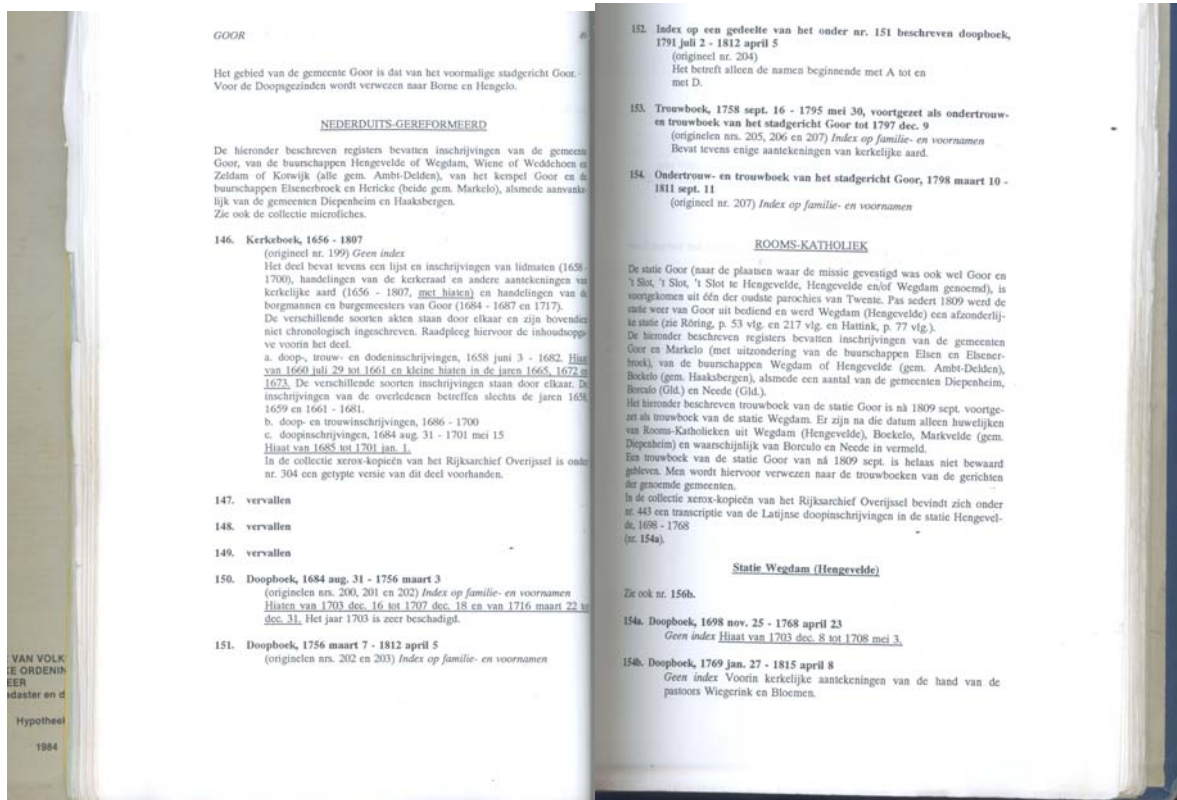 GOOR
Het gebied van de gemeente Goor is dat van het voormalige stadgericht Goor.
Voor de Doopsgezinden wordt verwezen naar Borne en Hengelo.
NEDERDUITS-GEREFORMEERD
De hieronder beschreven registers bevatten inschrijvingen van de gemeente
Goor, van de buurschappen Hengevelde of Wegdam, Wiene of Weddehoen en
Zeldam of Kotwijk (alle gem. Ambt-Delden), van het kerspel Goor en de
buurschappen Elsenerbroek en Hericke (beide gem. Markelo), alsmede aanvanke-
lijk van de gemeenten Diepenheim en Haaksbergen.
Zie ook de collectie microfiches.
146. Kerkeboek, 1656 - 1807
(origineel nr. 199) Geen index
Het deel bevat tevens een lijst en inschrijvingen van lidmaten (1658 -
1700), handelingen van de kerkeraad en andere aantekeningen van
kerkelijke aard (1656 - 1807, met hiaten) en handelingen van de
borgmannen en burgemeesters van Goor (1684 - 1687 en 1717).
De verschillende soorten akten staan door elkaar en zijn bovendien
niet chronologisch ingeschreven. Raadpleeg hiervoor de inhoudsopga-
ve voorin het deel.
a. doop-, trouw- en dodeninschrijvingen, 1658 juni 3 - 1682. Hiaat
van 1660 juli 29 tot 1661 en kleine hiaten in de jaren 1665, 1672 en
1673. De verschillende soorten inschrijvingen staan door elkaar. De
inschrijvingen van de overledenen betreffen slechts de jaren 1658,
1659 en 1661 - 1681.
b. doop- en trouwinschrijvingen, 1686 - 1700
c. doopinschrijvingen, 1684 aug. 31 - 1701 mei 15
Hiaat van 1685 tot 1701 jan. 1.
In de collectie xerox-kopieën van het Rijksarchief Overijssel is onder
nr. 304 een getypte versie van dit deel voorhanden.
147. vervallen
148. vervallen
149. vervallen
150. Doopboek, 1684 aug. 31 - 1756 maart 3
(originelen nrs. 200, 201 en 202) Index op familie- en voornamen
Hiaten van 1703 dec. 16 tot 1707 dec. 18 en van 1716 maart 22 tot
dec. 31. Het jaar 1703 is zeer beschadigd.
151. Doopboek, 1756 maart 7 - 1812 april 5
(originelen nrs. 202 en 203) Index op familie- en voornamen
VAN VOLK
E ORDENIN
EER
daster en d
Hypotheek
1984
152. Index op een gedeelte van het onder nr. 151 beschreven doopboek,
1791 juli 2 - 1812 april 5
(origineel nr. 204)
Het betreft alleen de namen beginnende met A tot en
met D.
153. Trouwboek, 1758 sept. 16 - 1795 mei 30, voortgezet als ondertrouw-
en trouwboek van het stadgericht Goor tot 1797 dec. 9
(originelen nrs. 205, 206 en 207) Index op familie- en voornamen
Bevat tevens enige aantekeningen van kerkelijke aard.
154. Ondertrouw- en trouwboek van het stadgericht Goor, 1798 maart 10 -
1811 sept. 11
(origineel nr. 207) Index op familie- en voornamen
ROOMS-KATHOLIEK
De statie Goor (naar de plaatsen waar de missie gevestigd was ook wel Goor en
't Slot, 't Slot, 't Slot te Hengevelde, Hengevelde en/of Wegdam genoemd), is
voortgekomen uit één der oudste parochies van Twente. Pas sedert 1809 werd de
statie weer van Goor uit bediend en werd Wegdam (Hengevelde) een afzonderlij-
ke statie (zie Röring, p. 53 vlg. en 217 vlg. en Hattink, p. 77 vlg.).
De hieronder beschreven registers bevatten inschrijvingen van de gemeenten
Goor en Markelo (met uitzondering van de buurschappen Elsen en Elsener-
broek), van de buurschappen Wegdam of Hengevelde (gem. Ambt-Delden),
Boekelo (gem. Haaksbergen), alsmede een aantal van de gemeenten Diepenheim,
Borculo (Gld.) en Neede (Gld.).
Het hieronder beschreven trouwboek van de statie Goor is ná 1809 sept. voortge-
zet als trouwboek van de statie Wegdam. Er zijn na die datum alleen huwelijken
van Rooms-Katholieken uit Wegdam (Hengevelde), Boekelo, Markvelde (gem.
Diepenheim) en waarschijnlijk van Borculo en Neede in vermeld.
Een trouwboek van de statie Goor van ná 1809 sept. is helaas niet bewaard
gebleven. Men wordt hiervoor verwezen naar de trouwboeken van de gerichten
der genoemde gemeenten.
In de collectie xerox-kopieën van het Rijksarchief Overijssel bevindt zich onder
nr. 443 een transcriptie van de Latijnse doopinschrijvingen in de statie Hengevel-
de, 1698 - 1768
(nr. 154a).
Statie Wegdam (Hengevelde)
Zie ook nr. 156b.
154a. Doopboek, 1698 nov. 25 - 1768 april 23
Geen index Hiaat van 1703 dec. 8 tot 1708 mei 3.
154b. Doopboek, 1769 jan. 27 - 1815 april 8
Geen index Voorin kerkelijke aantekeningen van de hand van de
pastoors Wiegerink en Bloemen.